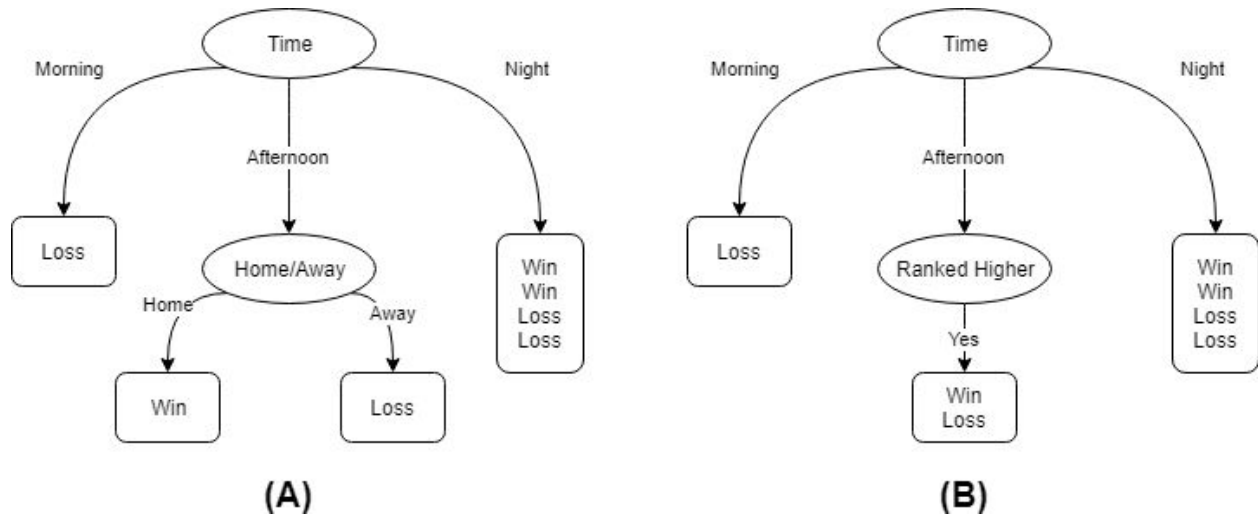 Time
Morning
Night
Afternoon
Loss
Home/Away
Win
Win
Loss
Loss
Home
Away
Win
Loss
(A)
Time
Morning
Night
Afternoon
Loss
Ranked Higher
Win
Win
Loss
Loss
Yes
Win
Loss
(B)